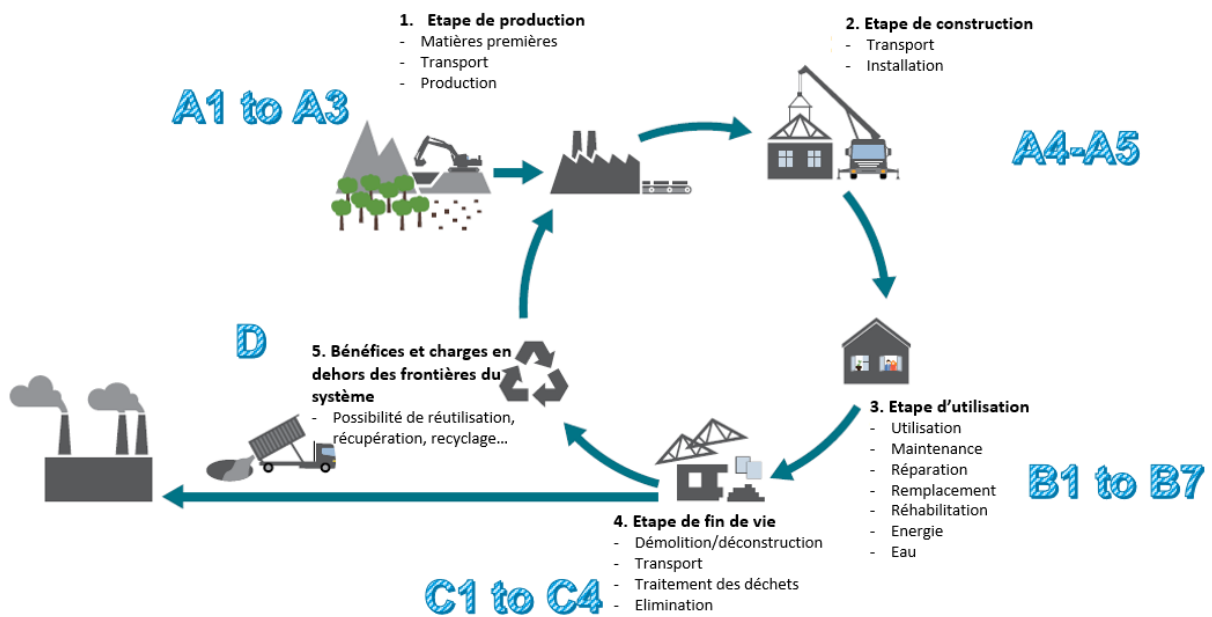 1. Etape de production
- Matières premières
- Transport
- Production
A1 to A3
2. Etape de construction
- Transport
- Installation
A4-A5
3. Etape d'utilisation
- Utilisation
- Maintenance
- Réparation
- Remplacement
- Réhabilitation
- Energie
- Eau
B1 to B7
4. Etape de fin de vie
- Démolition/déconstruction
- Transport
- Traitement des déchets
- Elimination
C1 to C4
D
5. Bénéfices et charges en
dehors des frontières du
système
- Possibilité de réutilisation,
récupération, recyclage...